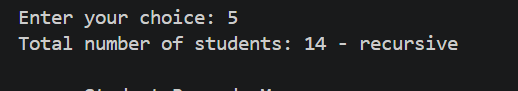 Enter your choice: 5
Total number of students: 14 - recursive